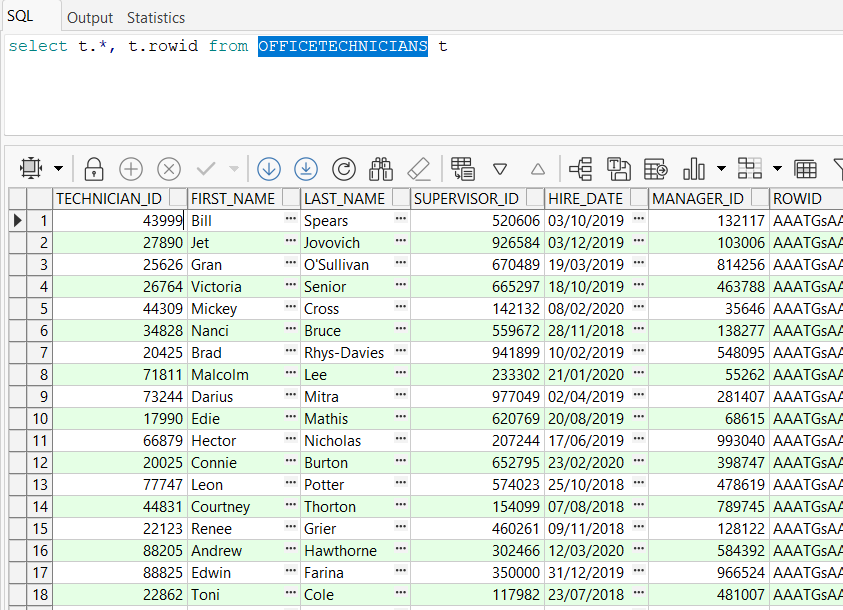 SQL Output Statistics
select t.*, t.rowid from OFFICETECHNICIANS t
TECHNICIAN_ID FIRST_NAME LAST_NAME SUPERVISOR_ID HIRE_DATE MANAGER_ID ROWID
1 43999 Bill ... Spears ... 520606 03/10/2019 ... 132117 AAATGsAA
2 27890 Jet ... Jovovich ... 926584 03/12/2019 ... 103006 AAATGsAA
3 25626 Gran ... O'Sullivan ... 670489 19/03/2019 ... 814256 AAATGsAA
4 26764 Victoria ... Senior ... 665297 18/10/2019 ... 463788 AAATGsAA
5 44309 Mickey ... Cross ... 142132 08/02/2020 ... 35646 AAATGsAA
6 34828 Nanci ... Bruce ... 559672 28/11/2018 ... 138277 AAATGsAA
7 20425 Brad ... Rhys-Davies ... 941899 10/02/2019 ... 548095 AAATGsAA
8 71811 Malcolm ... Lee ... 233302 21/01/2020 ... 55262 AAATGsAA
9 73244 Darius ... Mitra ... 977049 02/04/2019 ... 281407 AAATGsAA
10 17990 Edie ... Mathis ... 620769 20/08/2019 ... 68615 AAATGsAA
11 66879 Hector ... Nicholas ... 207244 17/06/2019 ... 993040 AAATGsAA
12 20025 Connie ... Burton ... 652795 23/02/2020 ... 398747 AAATGsAA
13 77747 Leon ... Potter ... 574023 25/10/2018 ... 478619 AAATGsAA
14 44831 Courtney ... Thorton ... 154099 07/08/2018 ... 789745 AAATGsAA
15 22123 Renee ... Grier ... 460261 09/11/2018 ... 128122 AAATGsAA
16 88205 Andrew ... Hawthorne ... 302466 12/03/2020 ... 584392 AAATGsAA
17 88825 Edwin ... Farina ... 350000 31/12/2019 ... 966524 AAATGsAA
18 22862 Toni ... Cole ... 117982 23/07/2018 ... 481007 AAATGsAA